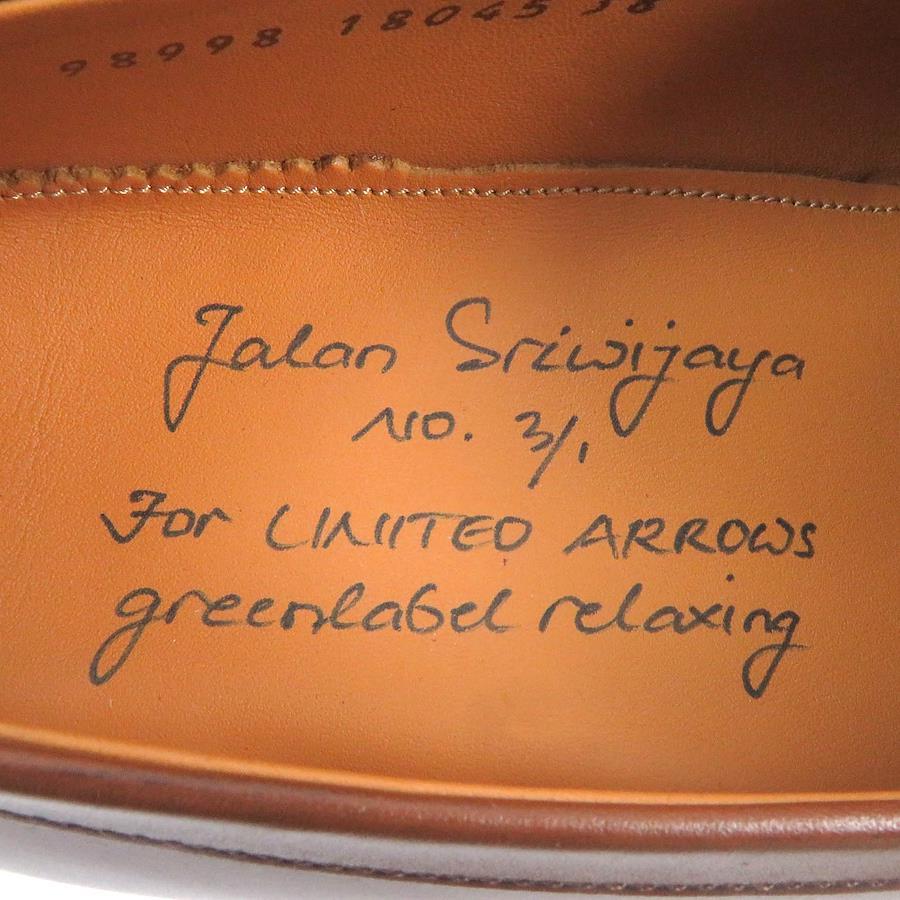 98998 18045 38
Jalan Sriwijaya
NO. 3/1
For UNITED ARROWS
greenlabel relaxing